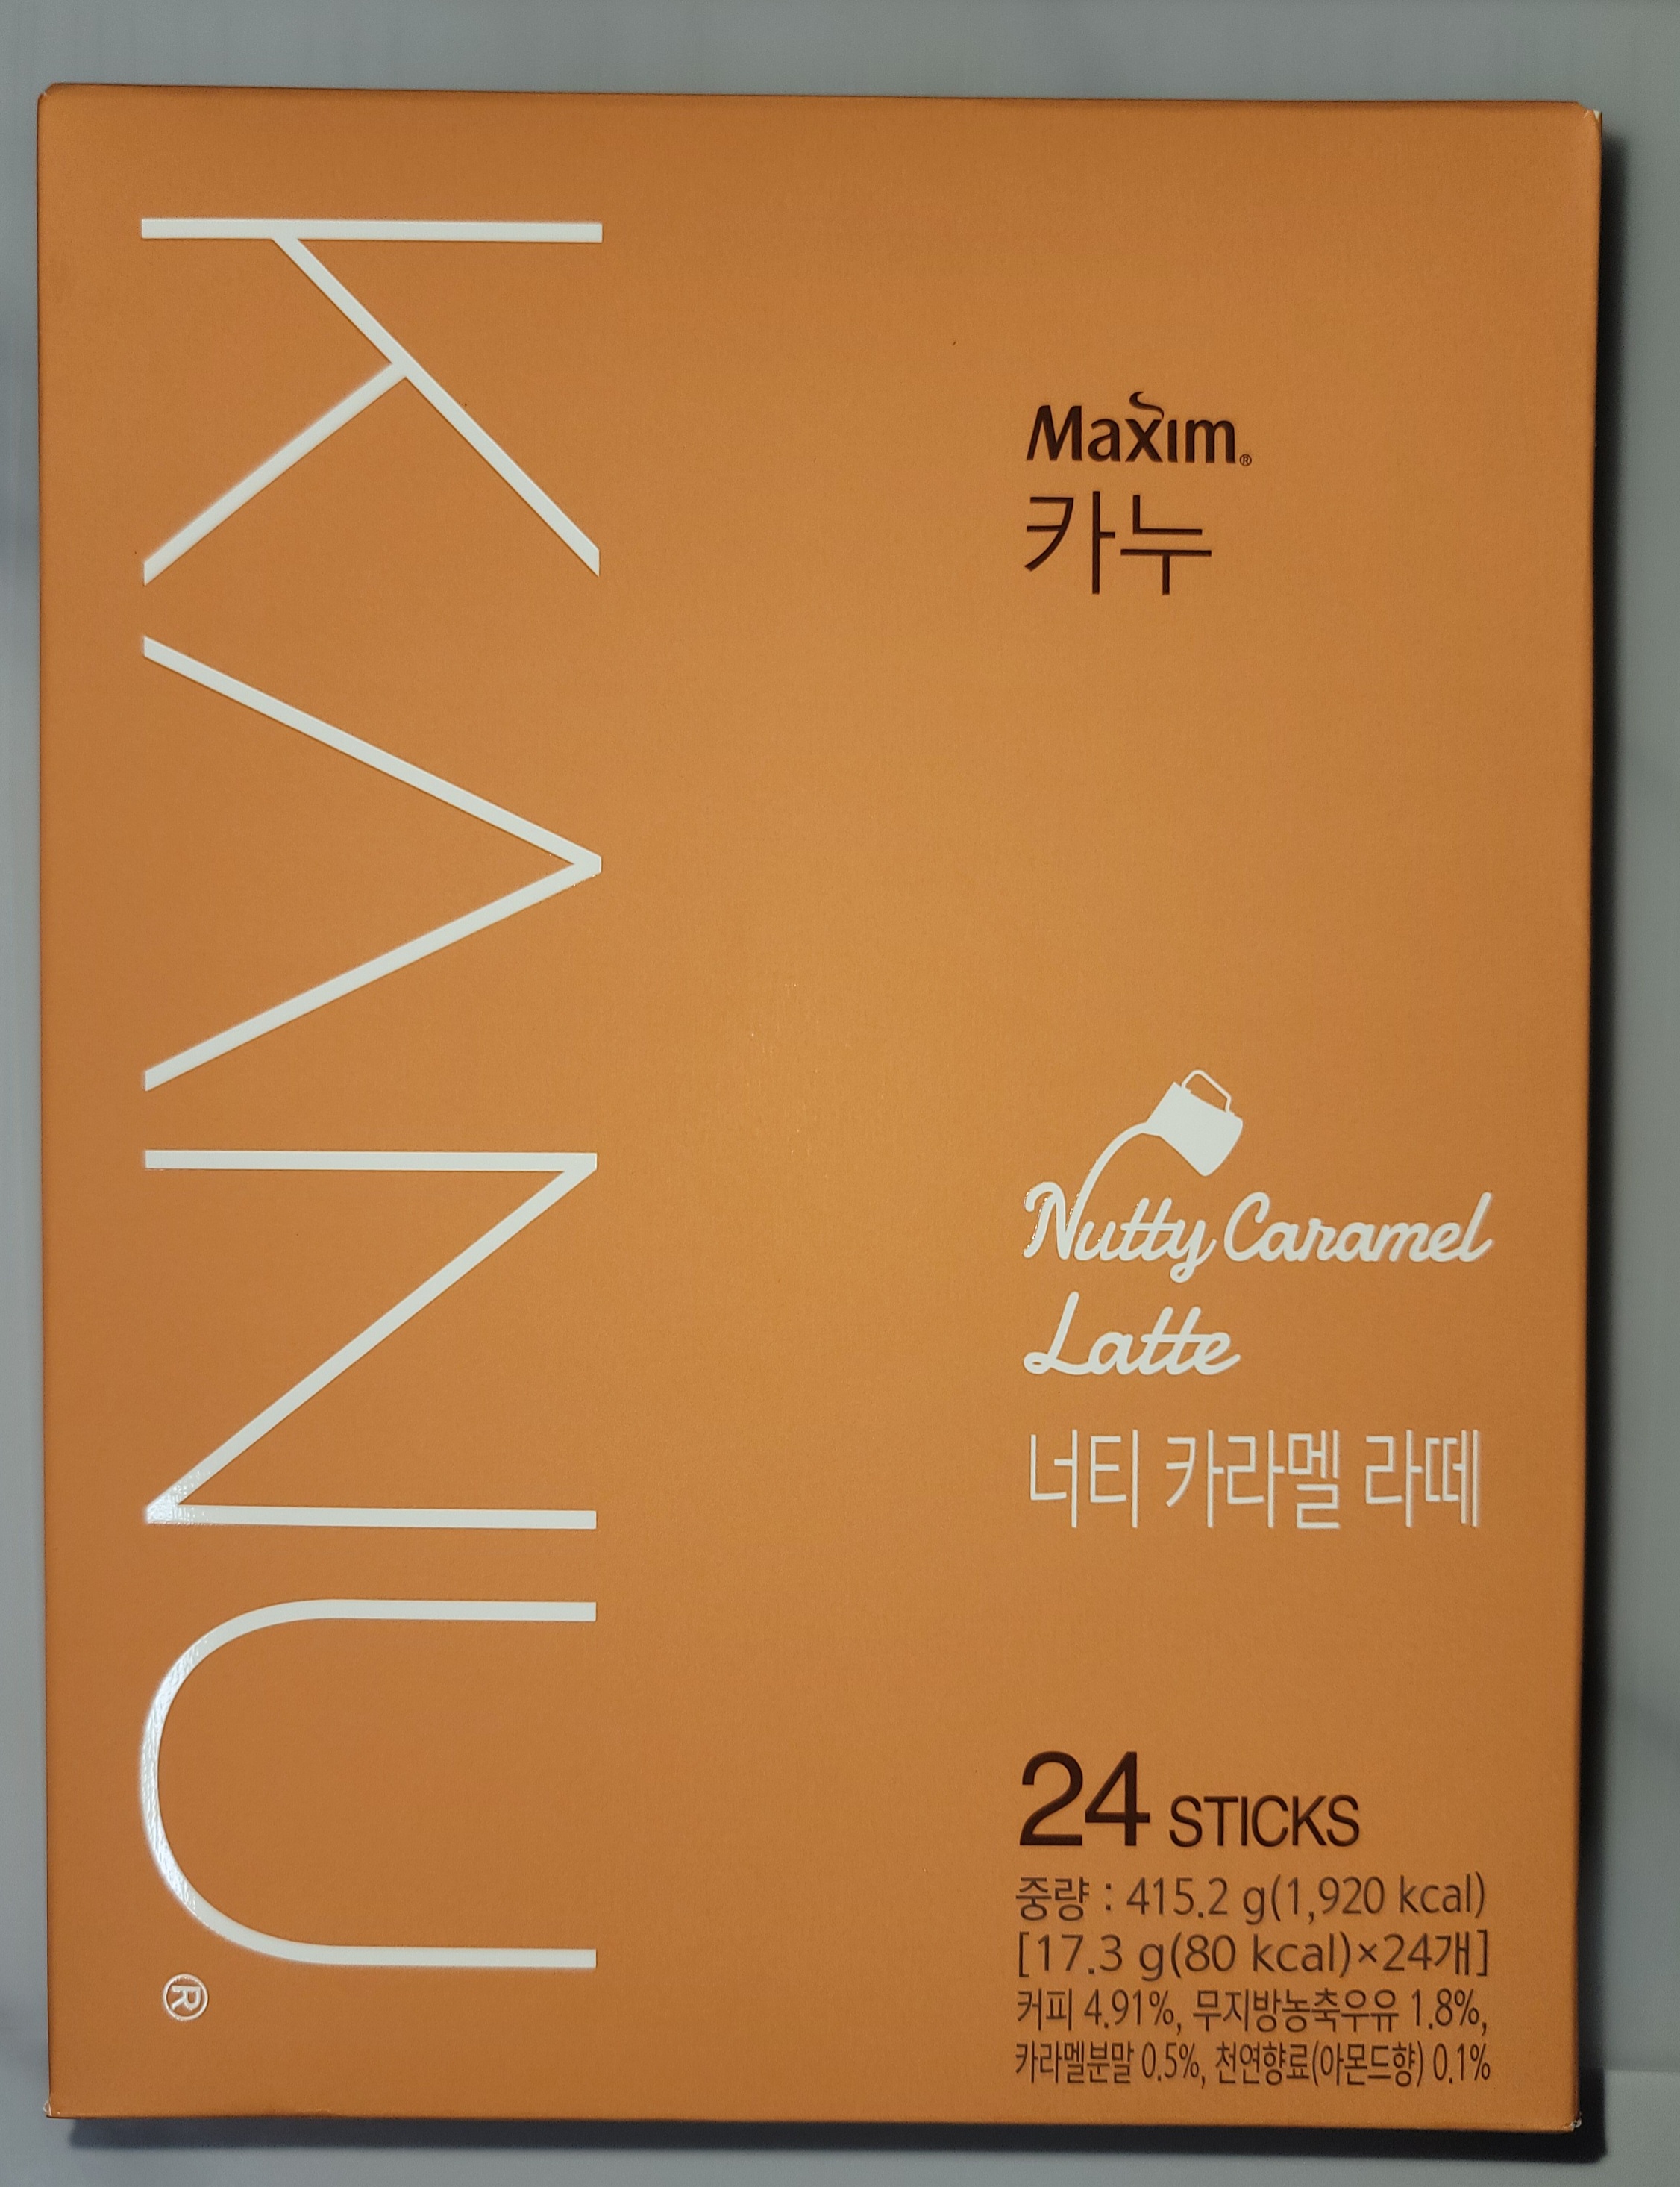 KANU®
Maxim®
카누
Nutty Caramel
Latte
너티 카라멜 라떼
24 STICKS
중량 : 415.2 g(1,920 kcal)
[17.3 g(80 kcal)×24개]
커피 4.91%, 무지방농축우유 1.8%,
카라멜분말 0.5%, 천연향료(아몬드향) 0.1%